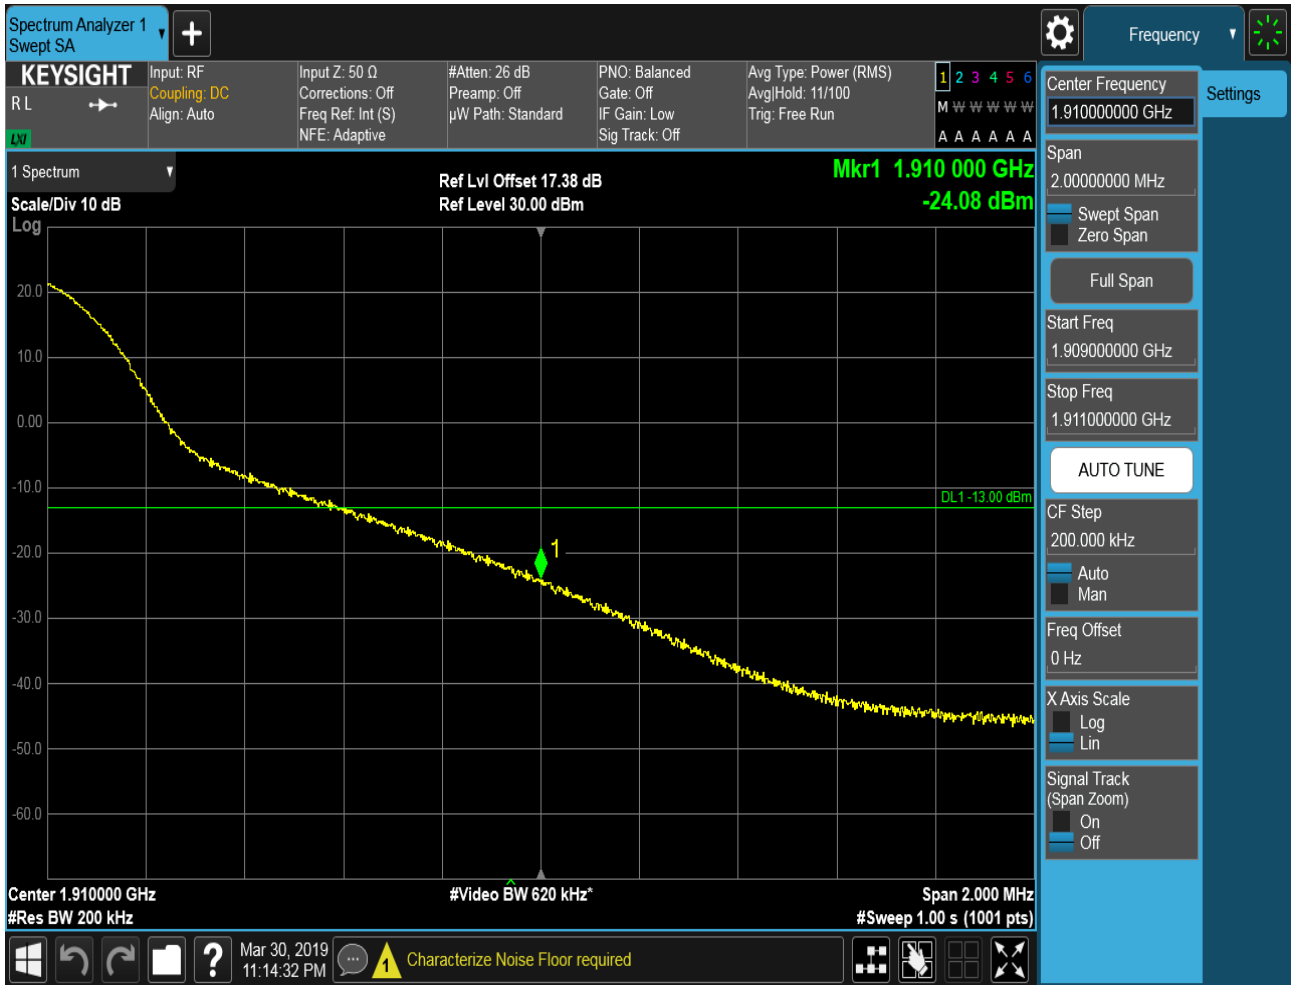 Spectrum Analyzer 1
Swept SA
Frequency
KEYSIGHT
R L
LXI
Input: RF
Coupling: DC
Align: Auto
Input Z: 50 Ω
Corrections: Off
Freq Ref: Int (S)
NFE: Adaptive
#Atten: 26 dB
Preamp: Off
µW Path: Standard
PNO: Balanced
Gate: Off
IF Gain: Low
Sig Track: Off
Avg Type: Power (RMS)
Avg|Hold: 11/100
Trig: Free Run
1 2 3 4 5 6
M W W W W W
A A A A A A
1 Spectrum
Scale/Div 10 dB
Log
Ref Lvl Offset 17.38 dB
Ref Level 30.00 dBm
Mkr1 1.910 000 GHz
-24.08 dBm
20.0
10.0
0.00
-10.0
-20.0
-30.0
-40.0
-50.0
-60.0
DL1 -13.00 dBm
1
Center 1.910000 GHz
#Res BW 200 kHz
#Video BW 620 kHz*
Span 2.000 MHz
#Sweep 1.00 s (1001 pts)
Mar 30, 2019
11:14:32 PM
1
Characterize Noise Floor required
Center Frequency
1.910000000 GHz
Settings
Span
2.00000000 MHz
Swept Span
Zero Span
Full Span
Start Freq
1.909000000 GHz
Stop Freq
1.911000000 GHz
AUTO TUNE
CF Step
200.000 kHz
Auto
Man
Freq Offset
0 Hz
X Axis Scale
Log
Lin
Signal Track
(Span Zoom)
On
Off